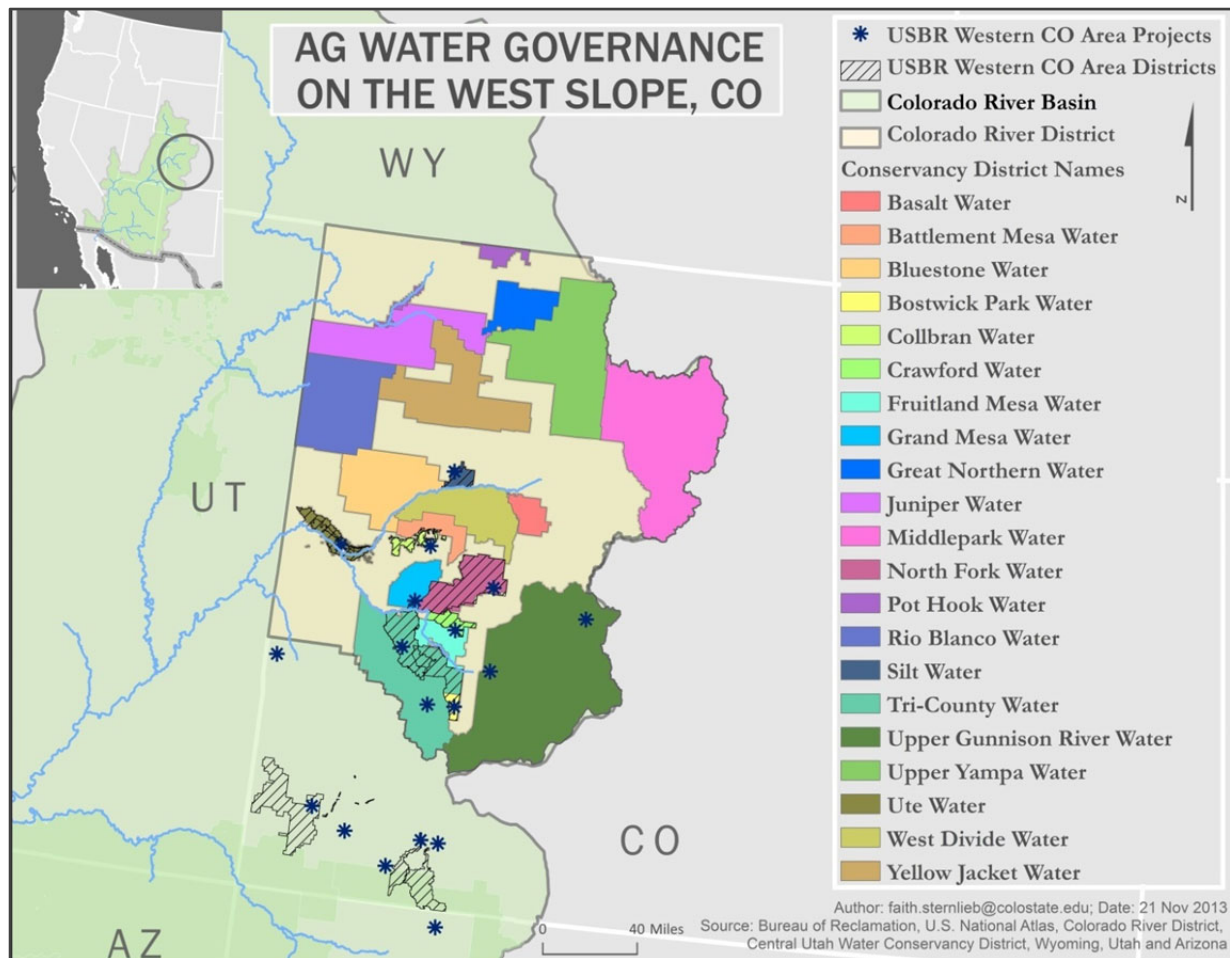 AG WATER GOVERNANCE
ON THE WEST SLOPE, CO
WY
UT
CO
AZ
USBR Western CO Area Projects
USBR Western CO Area Districts
Colorado River Basin
Colorado River District
N
Conservancy District Names
Basalt Water
Battlement Mesa Water
Bluestone Water
Bostwick Park Water
Collbran Water
Crawford Water
Fruitland Mesa Water
Grand Mesa Water
Great Northern Water
Juniper Water
Middlepark Water
North Fork Water
Pot Hook Water
Rio Blanco Water
Silt Water
Tri-County Water
Upper Gunnison River Water
Upper Yampa Water
Ute Water
West Divide Water
Yellow Jacket Water
0 40 Miles
Author: faith.sternlieb@colostate.edu; Date: 21 Nov 2013
Source: Bureau of Reclamation, U.S. National Atlas, Colorado River District,
Central Utah Water Conservancy District, Wyoming, Utah and Arizona